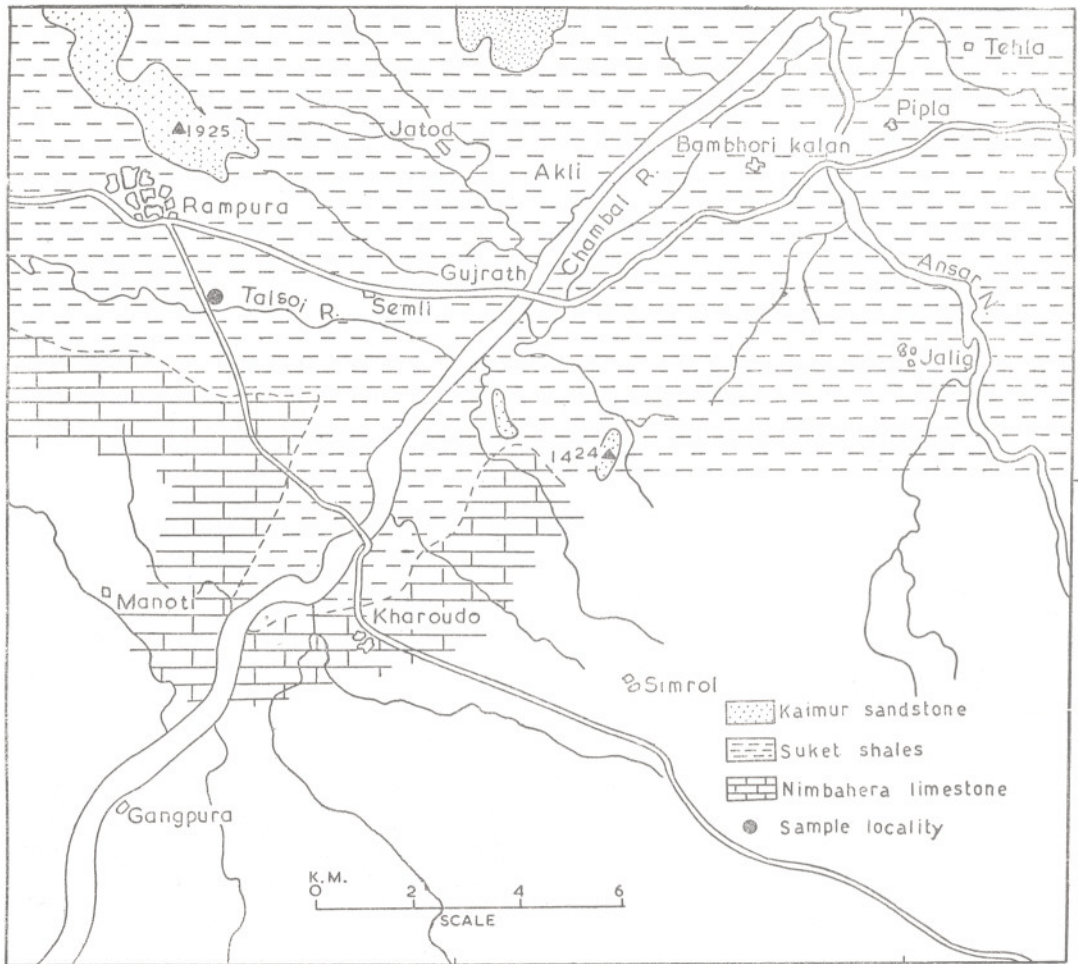 Tehla
1925
Jatod
Pipla
Bambhori kalan
Akli
Rampura
Chambal R.
Gujrath
Ansar N.
Talsoi R.
Semli
Jalig
1424
Manoti
Kharoudo
Simrol
Kaimur sandstone
Suket shales
Nimbahera limestone
Gangpura
Sample locality
K.M.
0 2 4 6
SCALE